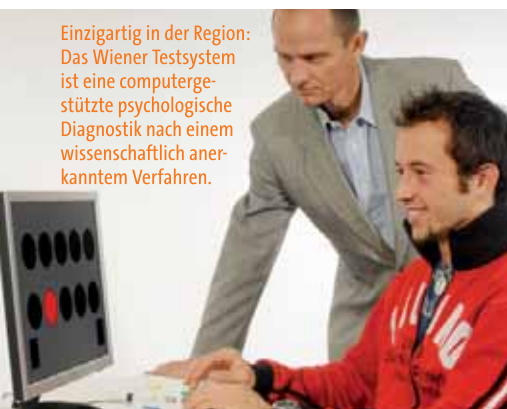 Einzigartig in der Region:
Das Wiener Testsystem
ist eine computerge-
stützte psychologische
Diagnostik nach einem
wissenschaftlich aner-
kanntem Verfahren.